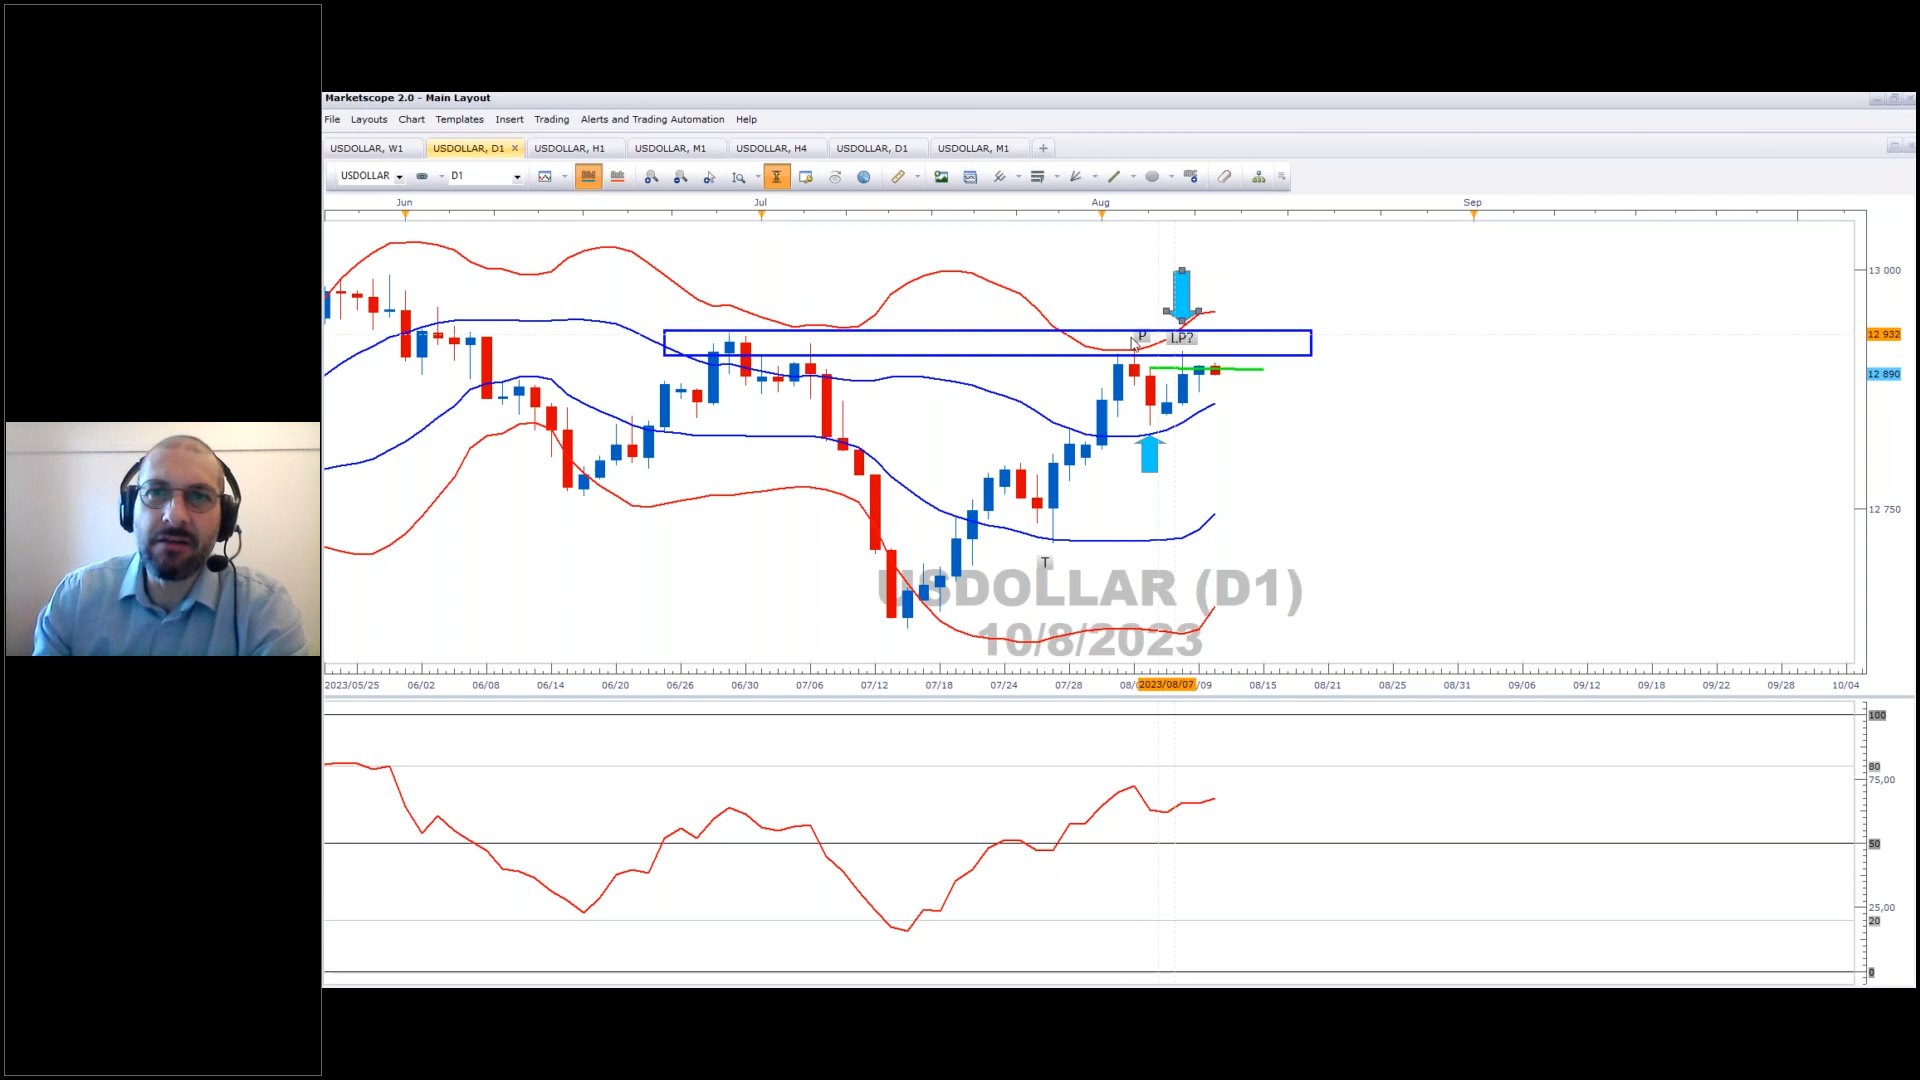 Marketscope 2.0 - Main Layout
File Layouts Chart Templates Insert Trading Alerts and Trading Automation Help
USDOLLAR, W1 USDOLLAR, D1 USDOLLAR, H1 USDOLLAR, M1 USDOLLAR, H4 USDOLLAR, D1 USDOLLAR, M1
USDOLLAR D1
Jun Jul Aug Sep
13 000
12 932
P LP?
12 890
12 750
T
USDOLLAR (D1)
10/8/2023
2023/05/25 06/02 06/08 06/14 06/20 06/26 06/30 07/06 07/12 07/18 07/24 07/28 08/ 2023/08/07 /09 08/15 08/21 08/25 08/31 09/06 09/12 09/18 09/22 09/28 10/04
100
80
75,00
50
25,00
20
0